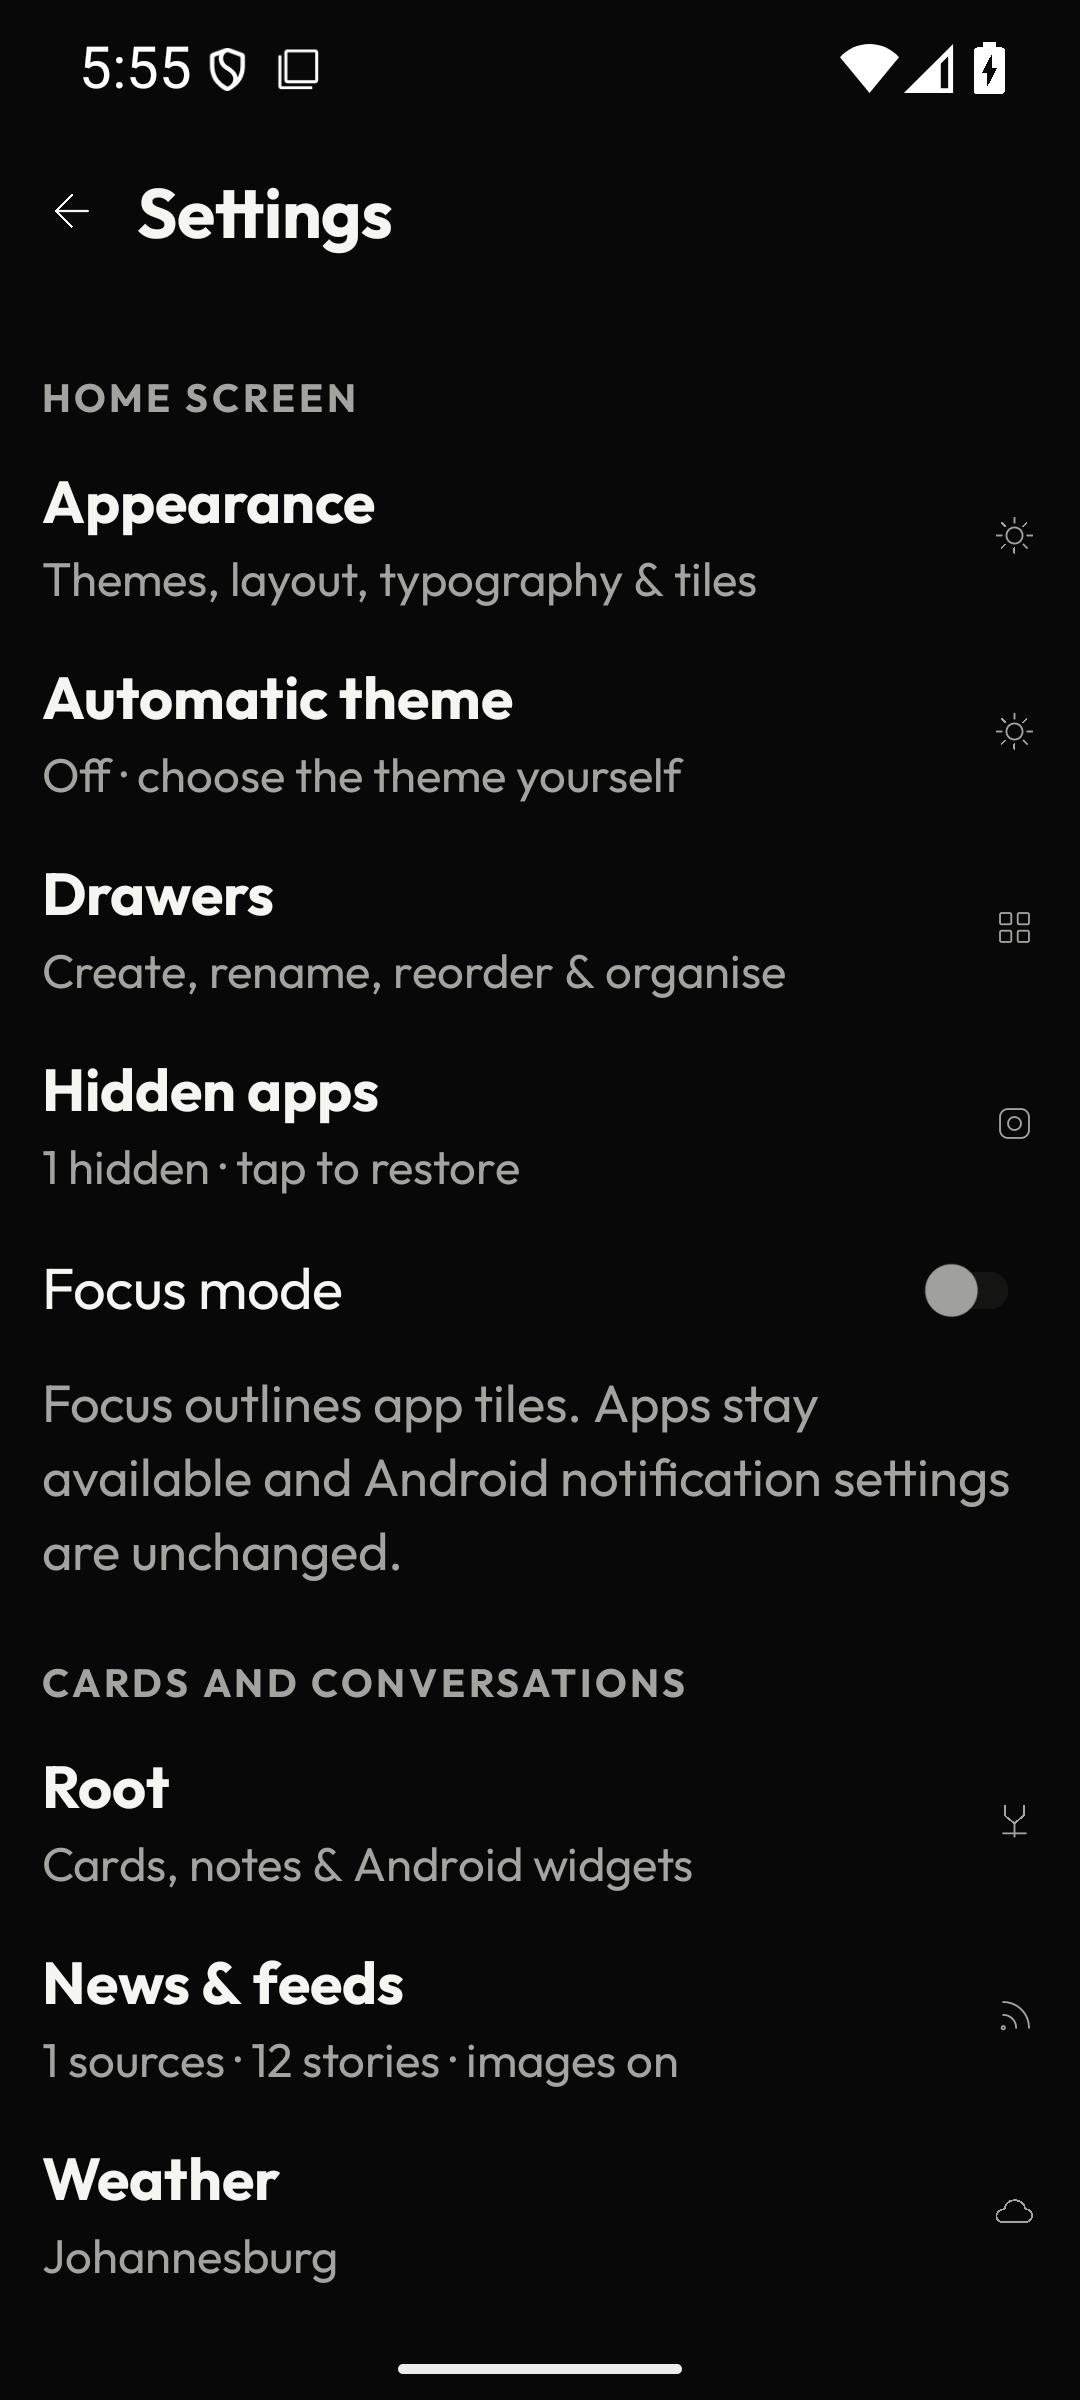 5:55
Settings
HOME SCREEN
Appearance
Themes, layout, typography & tiles
Automatic theme
Off · choose the theme yourself
Drawers
Create, rename, reorder & organise
Hidden apps
1 hidden · tap to restore
Focus mode
Focus outlines app tiles. Apps stay
available and Android notification settings
are unchanged.
CARDS AND CONVERSATIONS
Root
Cards, notes & Android widgets
News & feeds
1 sources · 12 stories · images on
Weather
Johannesburg